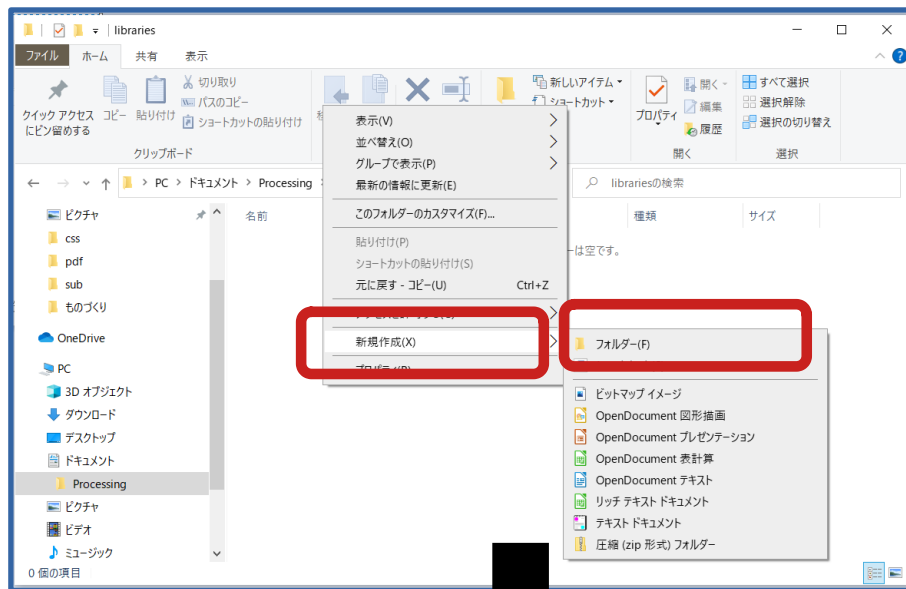 libraries
ファイル ホーム 共有 表示
クイック アクセス
にピン留めする
コピー 貼り付け
切り取り
パスのコピー
ショートカットの貼り付け
新しいアイテム
ショートカット
プロパティ
開く
編集
履歴
すべて選択
選択解除
選択の切り替え
クリップボード 開く 選択
PC > ドキュメント > Processing
librariesの検索
名前 種類 サイズ
は空です。
ピクチャ
css
pdf
sub
ものづくり
OneDrive
PC
3D オブジェクト
ダウンロード
デスクトップ
ドキュメント
Processing
ピクチャ
ビデオ
ミュージック
0 個の項目
表示(V)
並べ替え(O)
グループで表示(P)
最新の情報に更新(E)
このフォルダーのカスタマイズ(F)...
貼り付け(P)
ショートカットの貼り付け(S)
元に戻す - コピー(U) Ctrl+Z
新規作成(X)
プロパティ(R)
フォルダー(F)
ビットマップ イメージ
OpenDocument 図形描画
OpenDocument プレゼンテーション
OpenDocument 表計算
OpenDocument テキスト
リッチ テキスト ドキュメント
テキスト ドキュメント
圧縮 (zip 形式) フォルダー